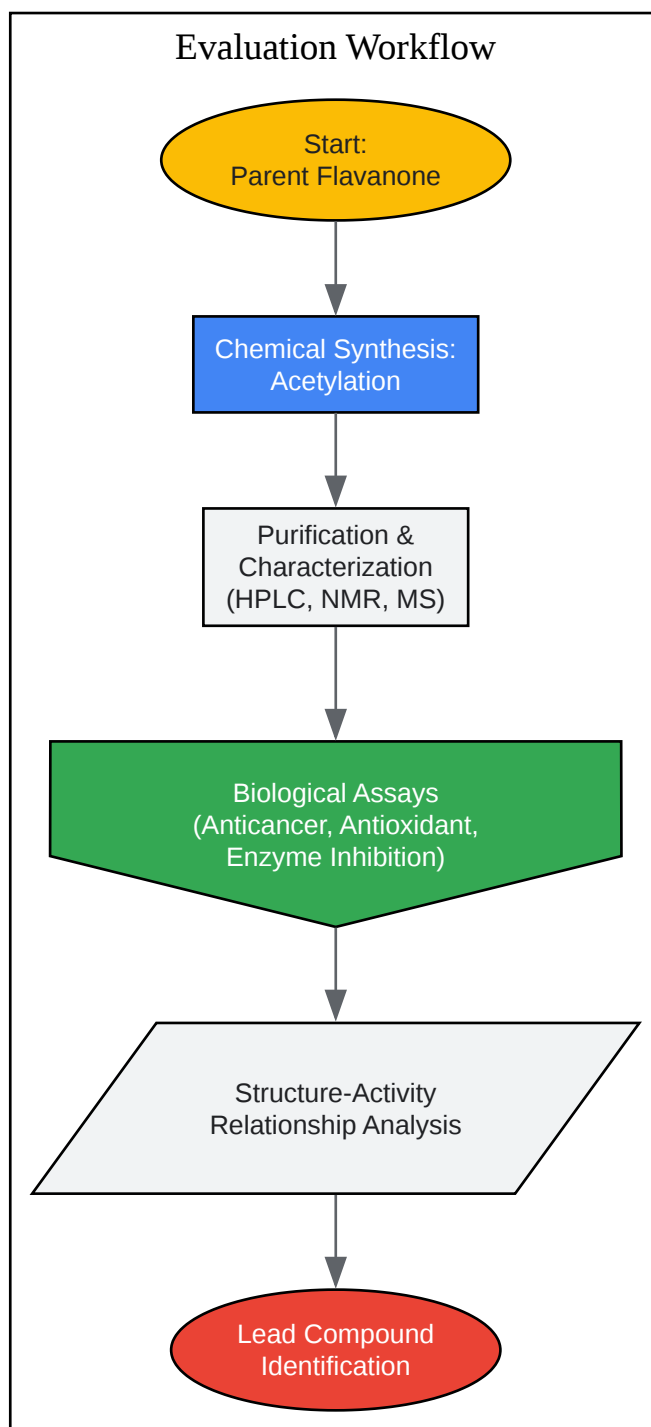 Evaluation Workflow
Start:
Parent Flavanone
Chemical Synthesis:
Acetylation
Purification &
Characterization
(HPLC, NMR, MS)
Biological Assays
(Anticancer, Antioxidant,
Enzyme Inhibition)
Structure-Activity
Relationship Analysis
Lead Compound
Identification